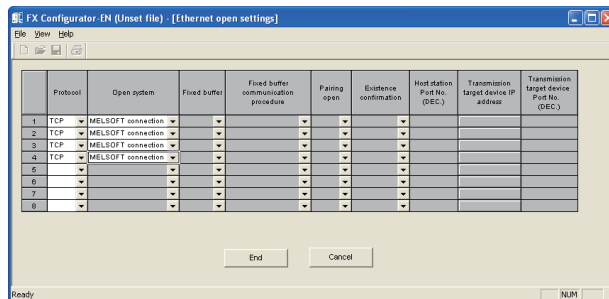 FX Configurator-EN (Unset file) - [Ethernet open settings]
File View Help
Protocol Open system Fixed buffer Fixed buffer communication procedure Pairing open Existence confirmation Host station Port No. (DEC.) Transmission target device IP address Transmission target device Port No. (DEC.)
1 TCP MELSOFT connection
2 TCP MELSOFT connection
3 TCP MELSOFT connection
4 TCP MELSOFT connection
5
6
7
8
End Cancel
Ready NUM